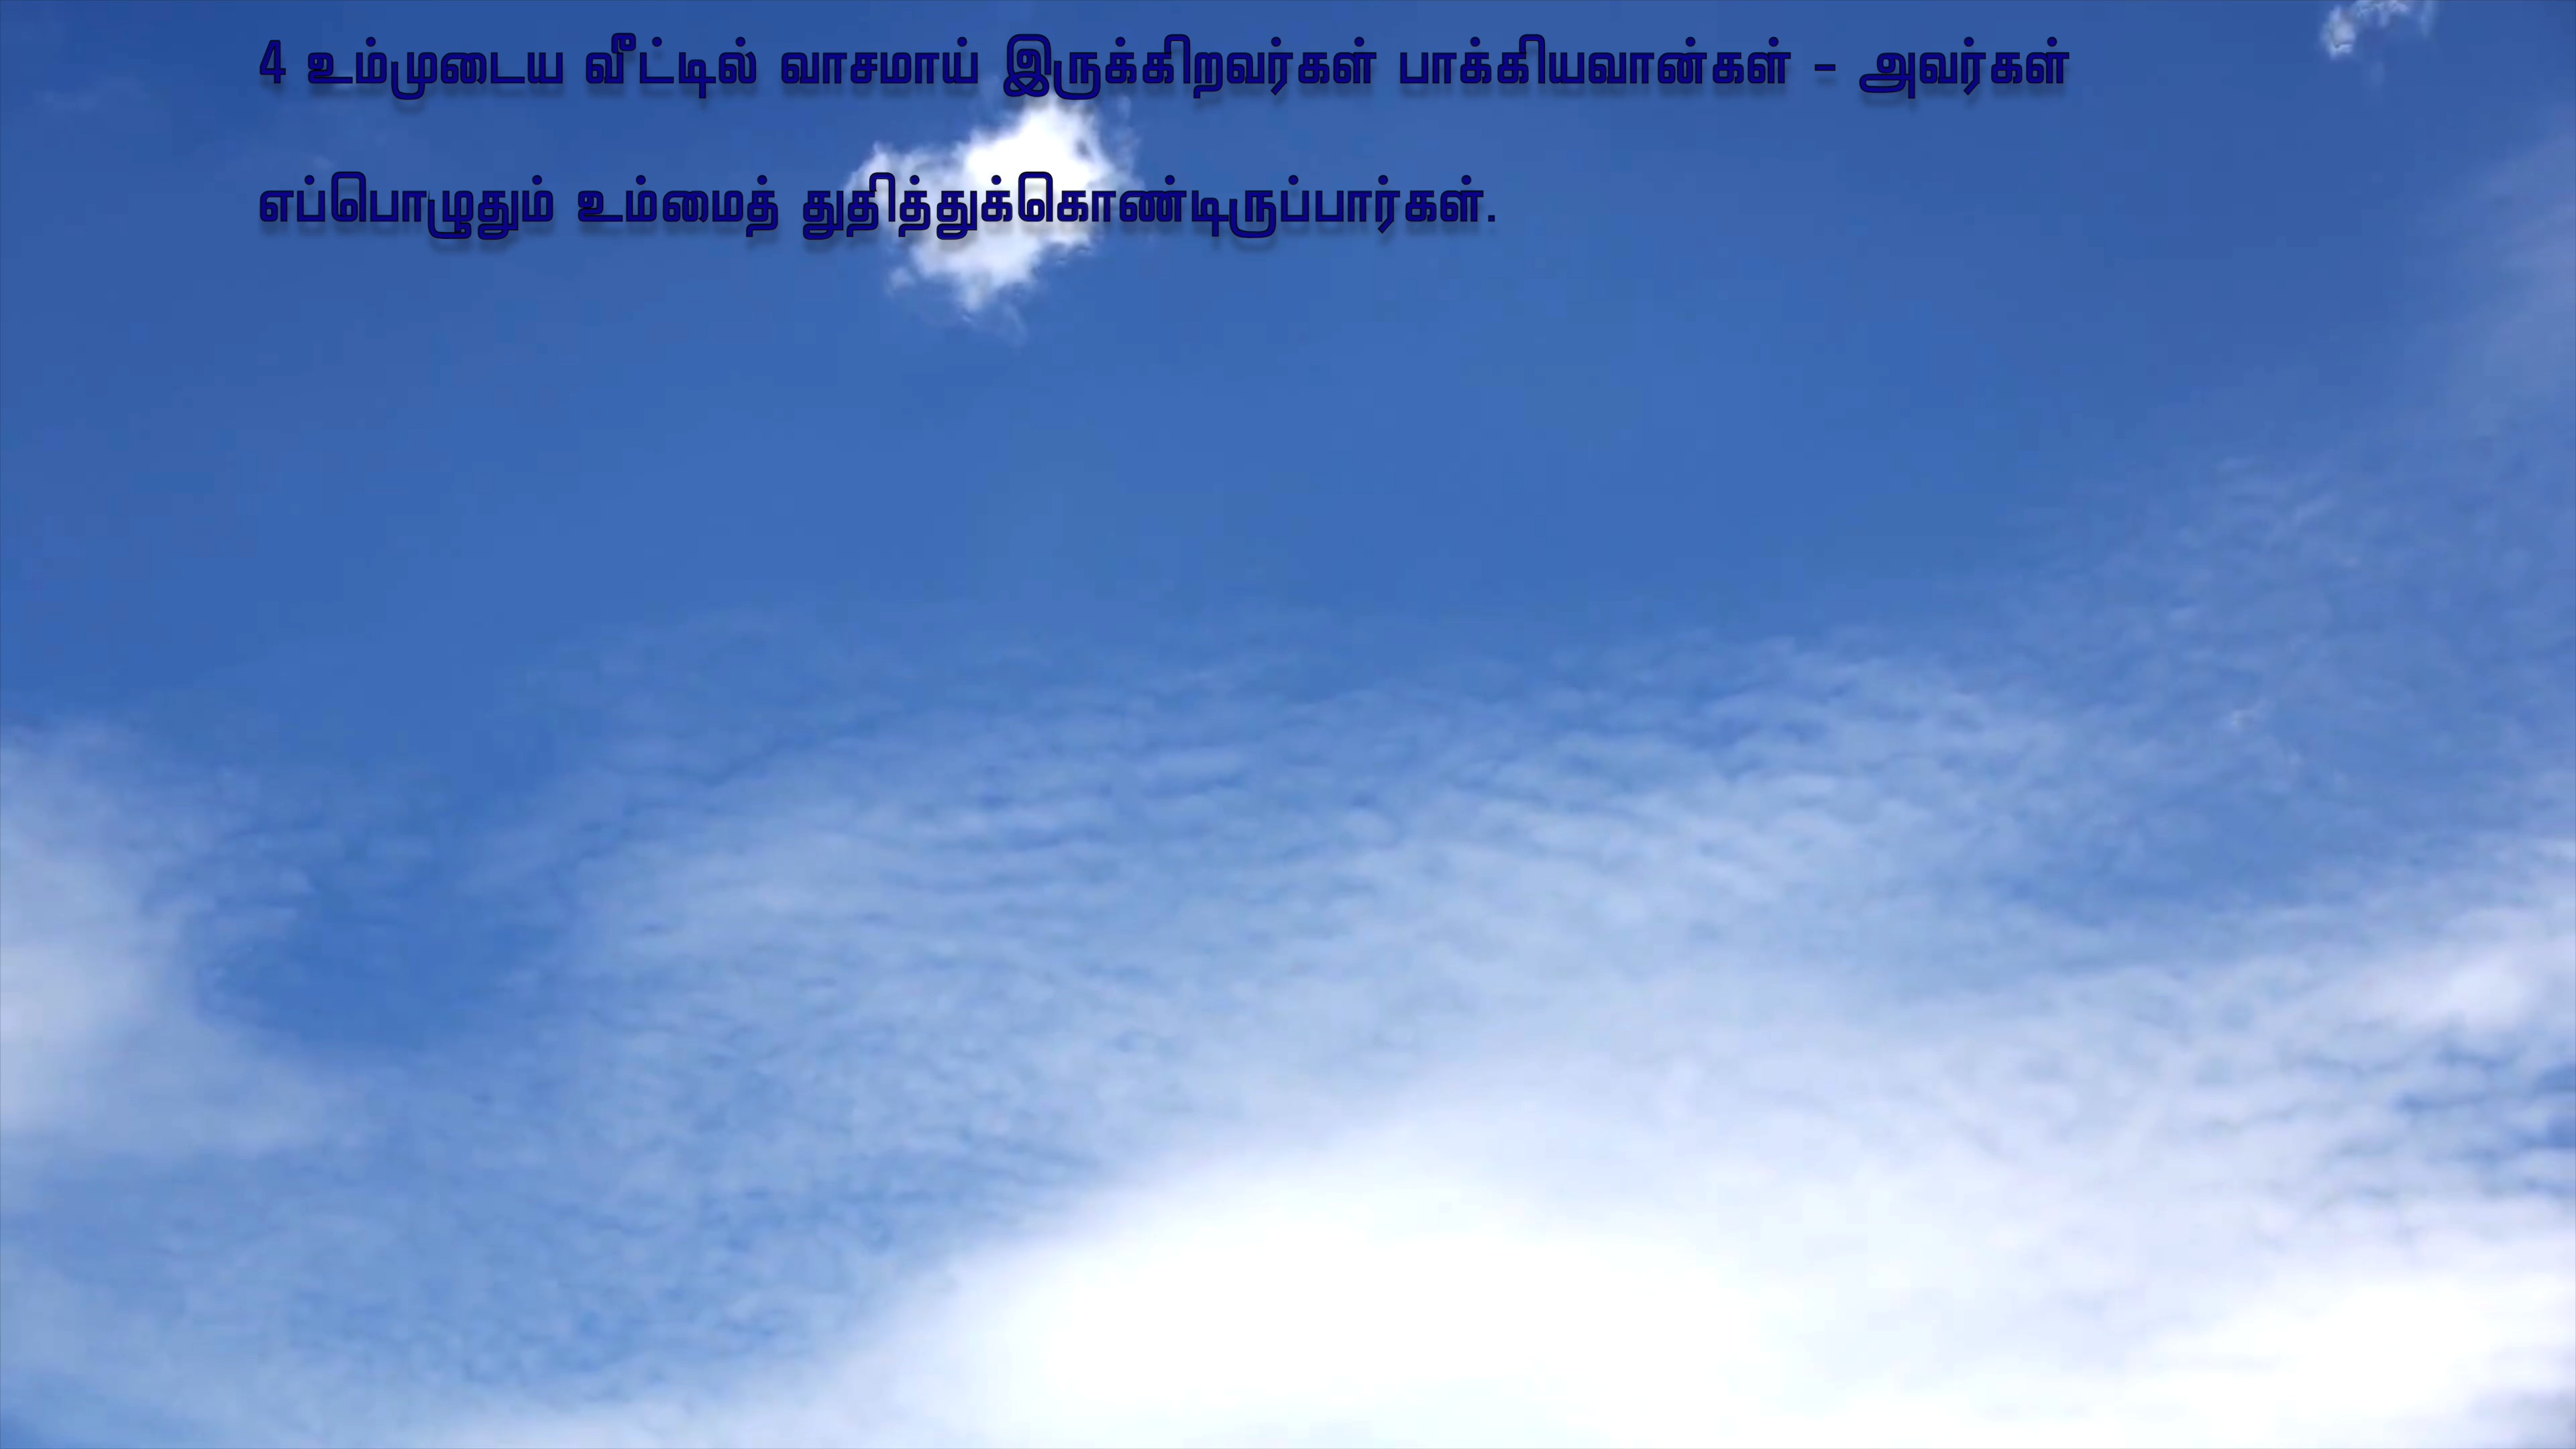 4 உம்முடைய வீட்டில் வாசமாய் இருக்கிறவர்கள் பாக்கியவான்கள் - அவர்கள்
எப்பொழுதும் உம்மைத் துதித்துக்கொண்டிருப்பார்கள்.